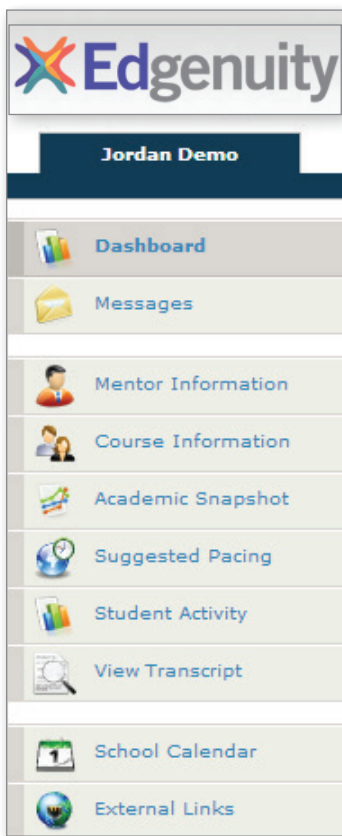 Edgenuity
Jordan Demo
Dashboard
Messages
Mentor Information
Course Information
Academic Snapshot
Suggested Pacing
Student Activity
View Transcript
1
School Calendar
External Links